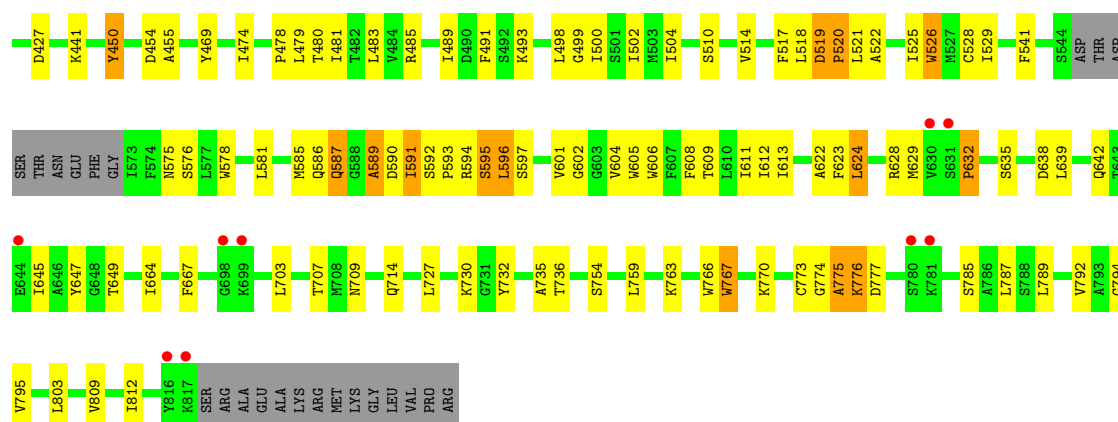 D427 K441 Y450 D454 A455 Y469 I474 P478 L479 T480 I481 T482 L483 V484 R485 I489 D490 F491 S492 K493 L498 G499 I500 S501 I502 M503 I504 S510 V514 F517 L518 D519 P520 L521 A522 I525 W526 M527 C528 I529 F541 S544 ASP THR ASP
SER THR ASN GLU PHE GLY I573 F574 N575 S576 L577 W578 L581 M585 Q586 Q587 G588 A589 D590 I591 S592 P593 R594 S595 L596 S597 V601 G602 G603 V604 W605 W606 F607 F608 T609 L610 I611 I612 I613 A622 F623 L624 R628 M629 V630 S631 P632 S635 D638 L639 Q642 T643
E644 I645 A646 Y647 G648 T649 I664 F667 G698 K699 L703 T707 M708 N709 Q714 L727 K730 G731 Y732 A735 T736 S754 L759 K763 W766 W767 K770 C773 G774 A775 K776 D777 S780 K781 S785 A786 L787 S788 L789 V792 A793 C794
V795 L803 V809 I812 Y816 K817 SER ARG ALA GLU ALA LYS ARG MET LYS GLY LEU VAL PRO ARG